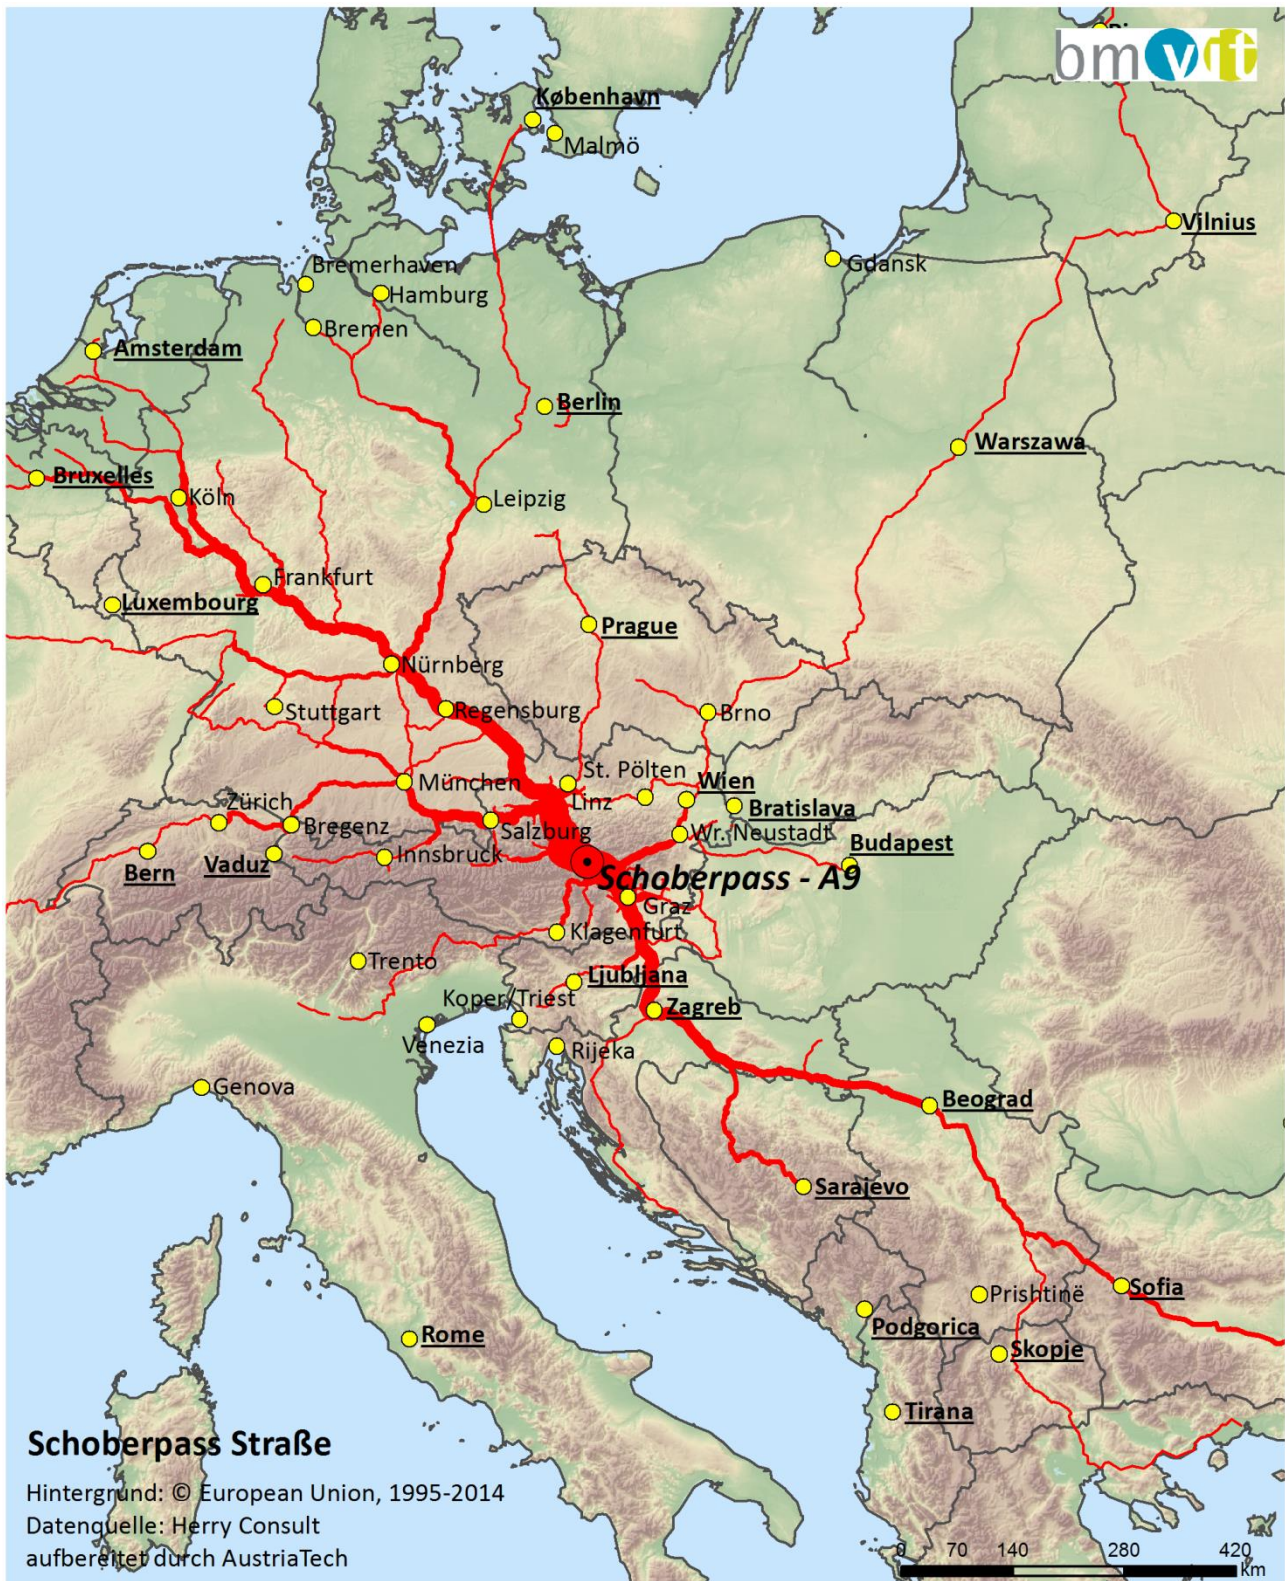 bmvit
København
Malmö
Vilnius
Gdansk
Bremerhaven
Hamburg
Bremen
Amsterdam
Berlin
Warszawa
Bruxelles
Köln
Leipzig
Frankfurt
Luxembourg
Prague
Nürnberg
Stuttgart
Regensburg
Brno
München
St. Pölten
Linz
Wien
Bratislava
Zürich
Bregenz
Salzburg
Wr. Neustadt
Bern
Vaduz
Innsbruck
Budapest
Schoberpass - A9
Graz
Klagenfurt
Trento
Ljubljana
Koper/Triest
Zagreb
Venezia
Rijeka
Genova
Beograd
Sarajevo
Prishtinë
Sofia
Podgorica
Rome
Skopje
Tirana
Schoberpass Straße
Hintergrund: © European Union, 1995-2014
Datenquelle: Herry Consult
aufbereitet durch AustriaTech
0 70 140 280 420
km